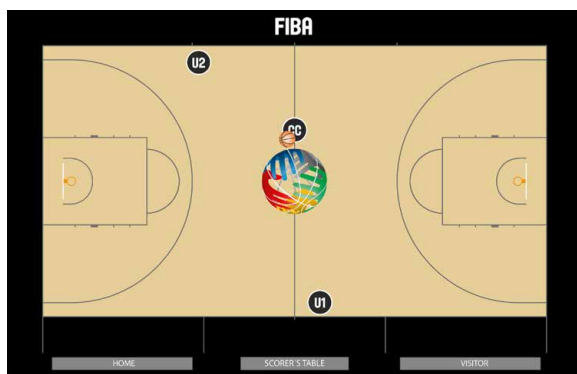 FIBA
U2
CC
U1
HOME
SCORER'S TABLE
VISITOR